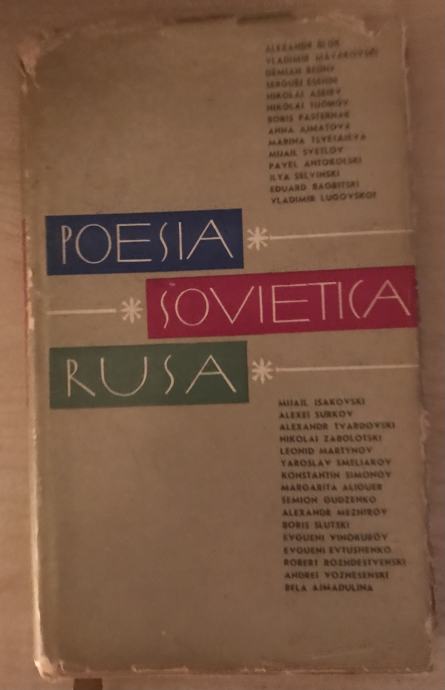 ALEXANDR BLOK
VLADIMIR MAYAKOVSKI
DEMIAN BEDNY
SERGUEI ESENIN
NIKOLAI ASEIEV
NIKOLAI TIJONOV
BORIS PASTERNAK
ANNA AJMATOVA
MARINA TSVETAIEVA
MIJAIL SVETLOV
PAVEL ANTOKOLSKI
ILYA SELVINSKI
EDUARD BAGRITSKI
VLADIMIR LUGOVSKOI
POESIA
SOVIETICA
RUSA
MIJAIL ISAKOVSKI
ALEXEI SURKOV
ALEXANDR TVARDOVSKI
NIKOLAI ZABOLOTSKI
LEONID MARTYNOV
YAROSLAV SMELIAKOV
KONSTANTIN SIMONOV
MARGARITA ALIGUER
SEMION GUDZENKO
ALEXANDR MEZHIROV
BORIS SLUTSKI
EVGUENI VINOKUROV
EVGUENI EVTUSHENKO
ROBERT ROZHDESTVENSKI
ANDREI VOZNESENSKI
BELA AJMADULINA